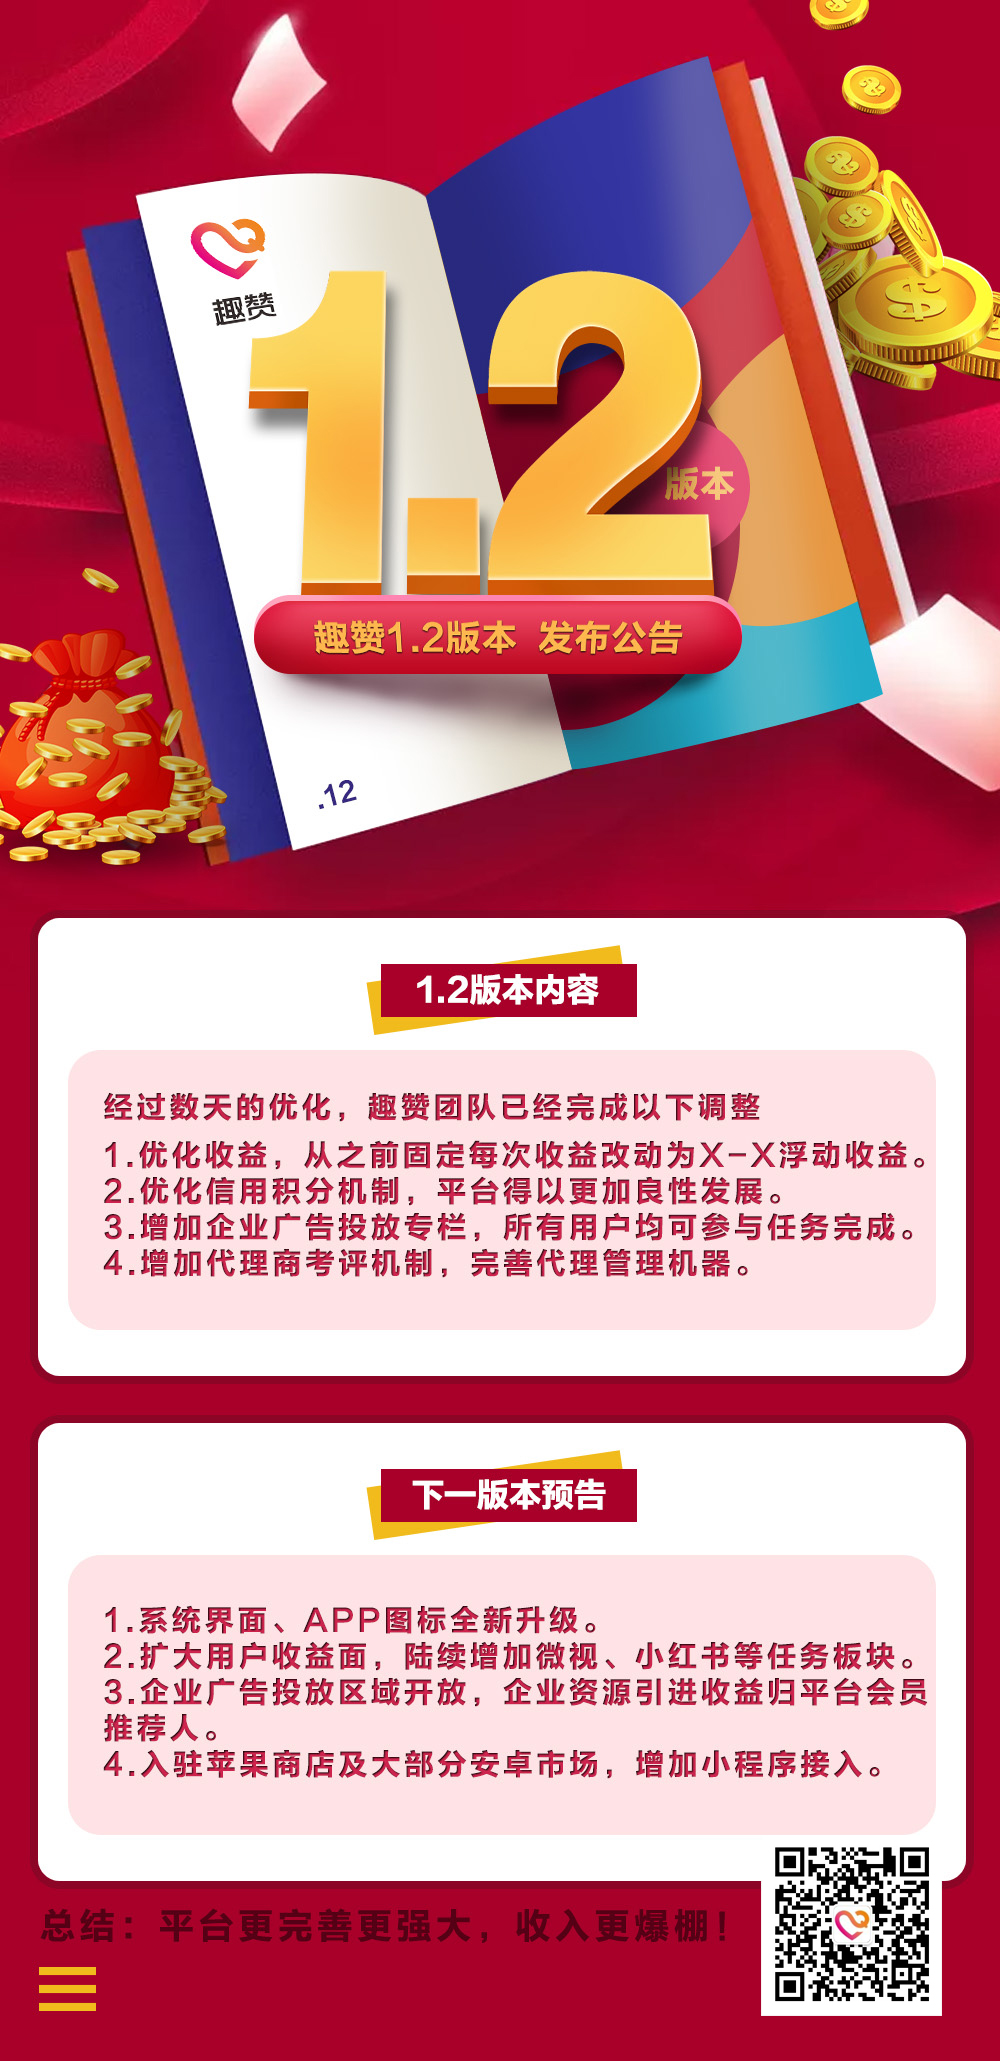 趣赞
1.2
版本
趣赞1.2版本 发布公告
.12
1.2版本内容
经过数天的优化，趣赞团队已经完成以下调整
1.优化收益，从之前固定每次收益改动为X-X浮动收益。
2.优化信用积分机制，平台得以更加良性发展。
3.增加企业广告投放专栏，所有用户均可参与任务完成。
4.增加代理商考评机制，完善代理管理机器。
下一版本预告
1.系统界面、APP图标全新升级。
2.扩大用户收益面，陆续增加微视、小红书等任务板块。
3.企业广告投放区域开放，企业资源引进收益归平台会员
推荐人。
4.入驻苹果商店及大部分安卓市场，增加小程序接入。
总结：平台更完善更强大，收入更爆棚！